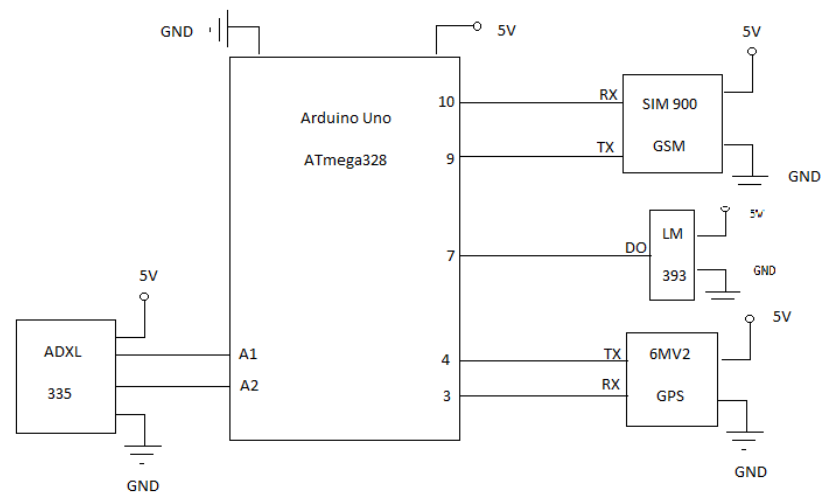 GND
5V
Arduino Uno
ATmega328
10
9
7
4
3
A1
A2
RX
TX
SIM 900
GSM
5V
GND
DO
LM
393
5V
GND
TX
RX
6MV2
GPS
5V
GND
5V
ADXL
335
GND